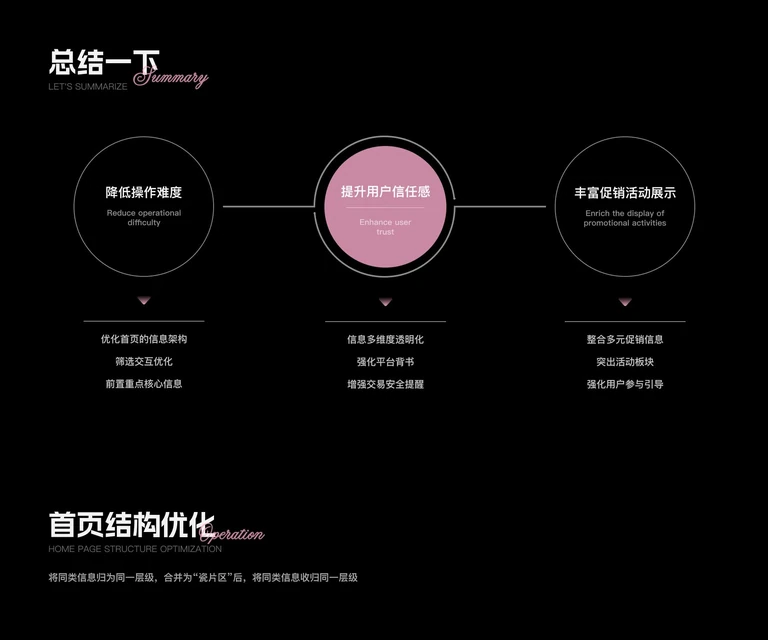 总结一下
Summary
LET'S SUMMARIZE
降低操作难度
Reduce operational
difficulty
提升用户信任感
Enhance user
trust
丰富促销活动展示
Enrich the display of
promotional activities
优化首页的信息架构
筛选交互优化
前置重点核心信息
信息多维度透明化
强化平台背书
增强交易安全提醒
整合多元促销信息
突出活动板块
强化用户参与引导
首页结构优化
Operation
HOME PAGE STRUCTURE OPTIMIZATION
将同类信息归为同一层级，合并为“瓷片区”后，将同类信息收归同一层级